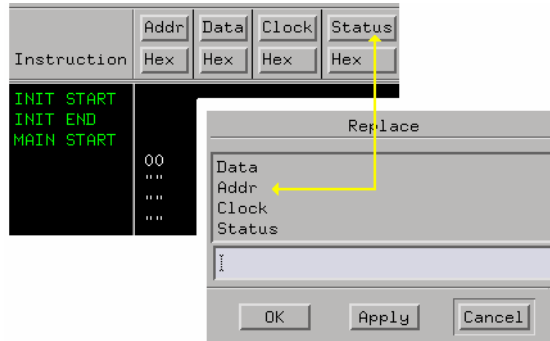 Addr Data Clock Status
Instruction Hex Hex Hex Hex
INIT START
INIT END
MAIN START
00
""
""
""
Replace
Data
Addr
Clock
Status
OK Apply Cancel